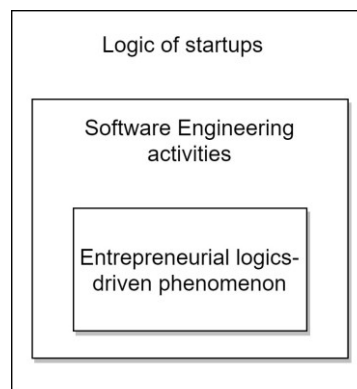 Logic of startups
Software Engineering
activities
Entrepreneurial logics-
driven phenomenon